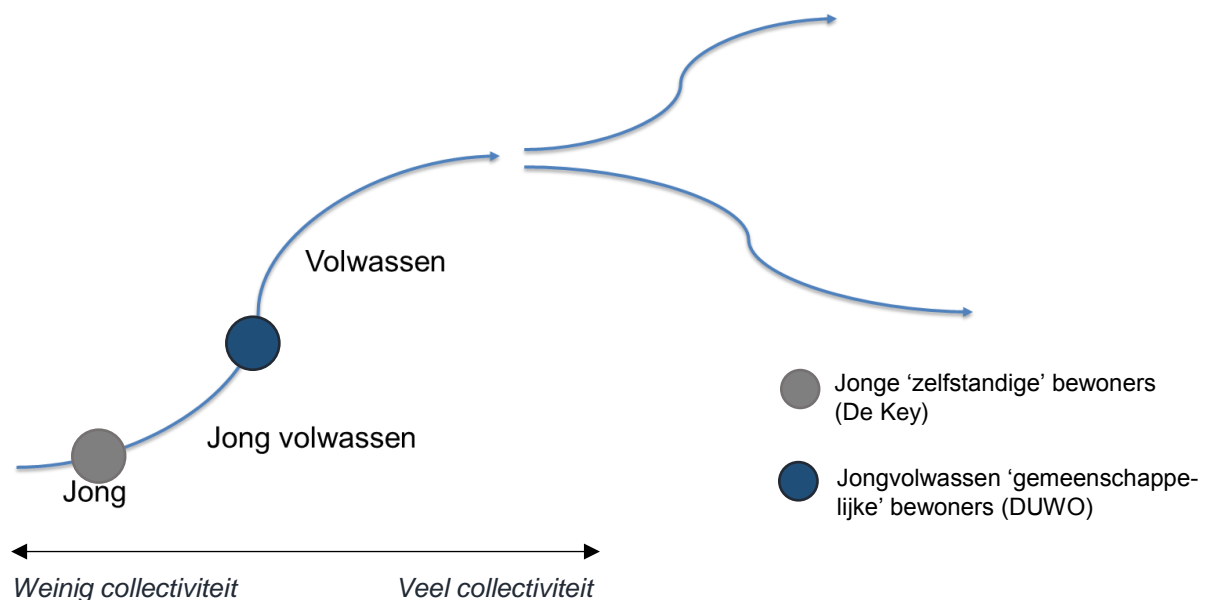 Volwassen
Jong volwassen
Jong
Jonge ‘zelfstandige’ bewoners
(De Key)
Jongvolwassen ‘gemeenschappe-
lijke’ bewoners (DUWO)
Weinig collectiviteit
Veel collectiviteit